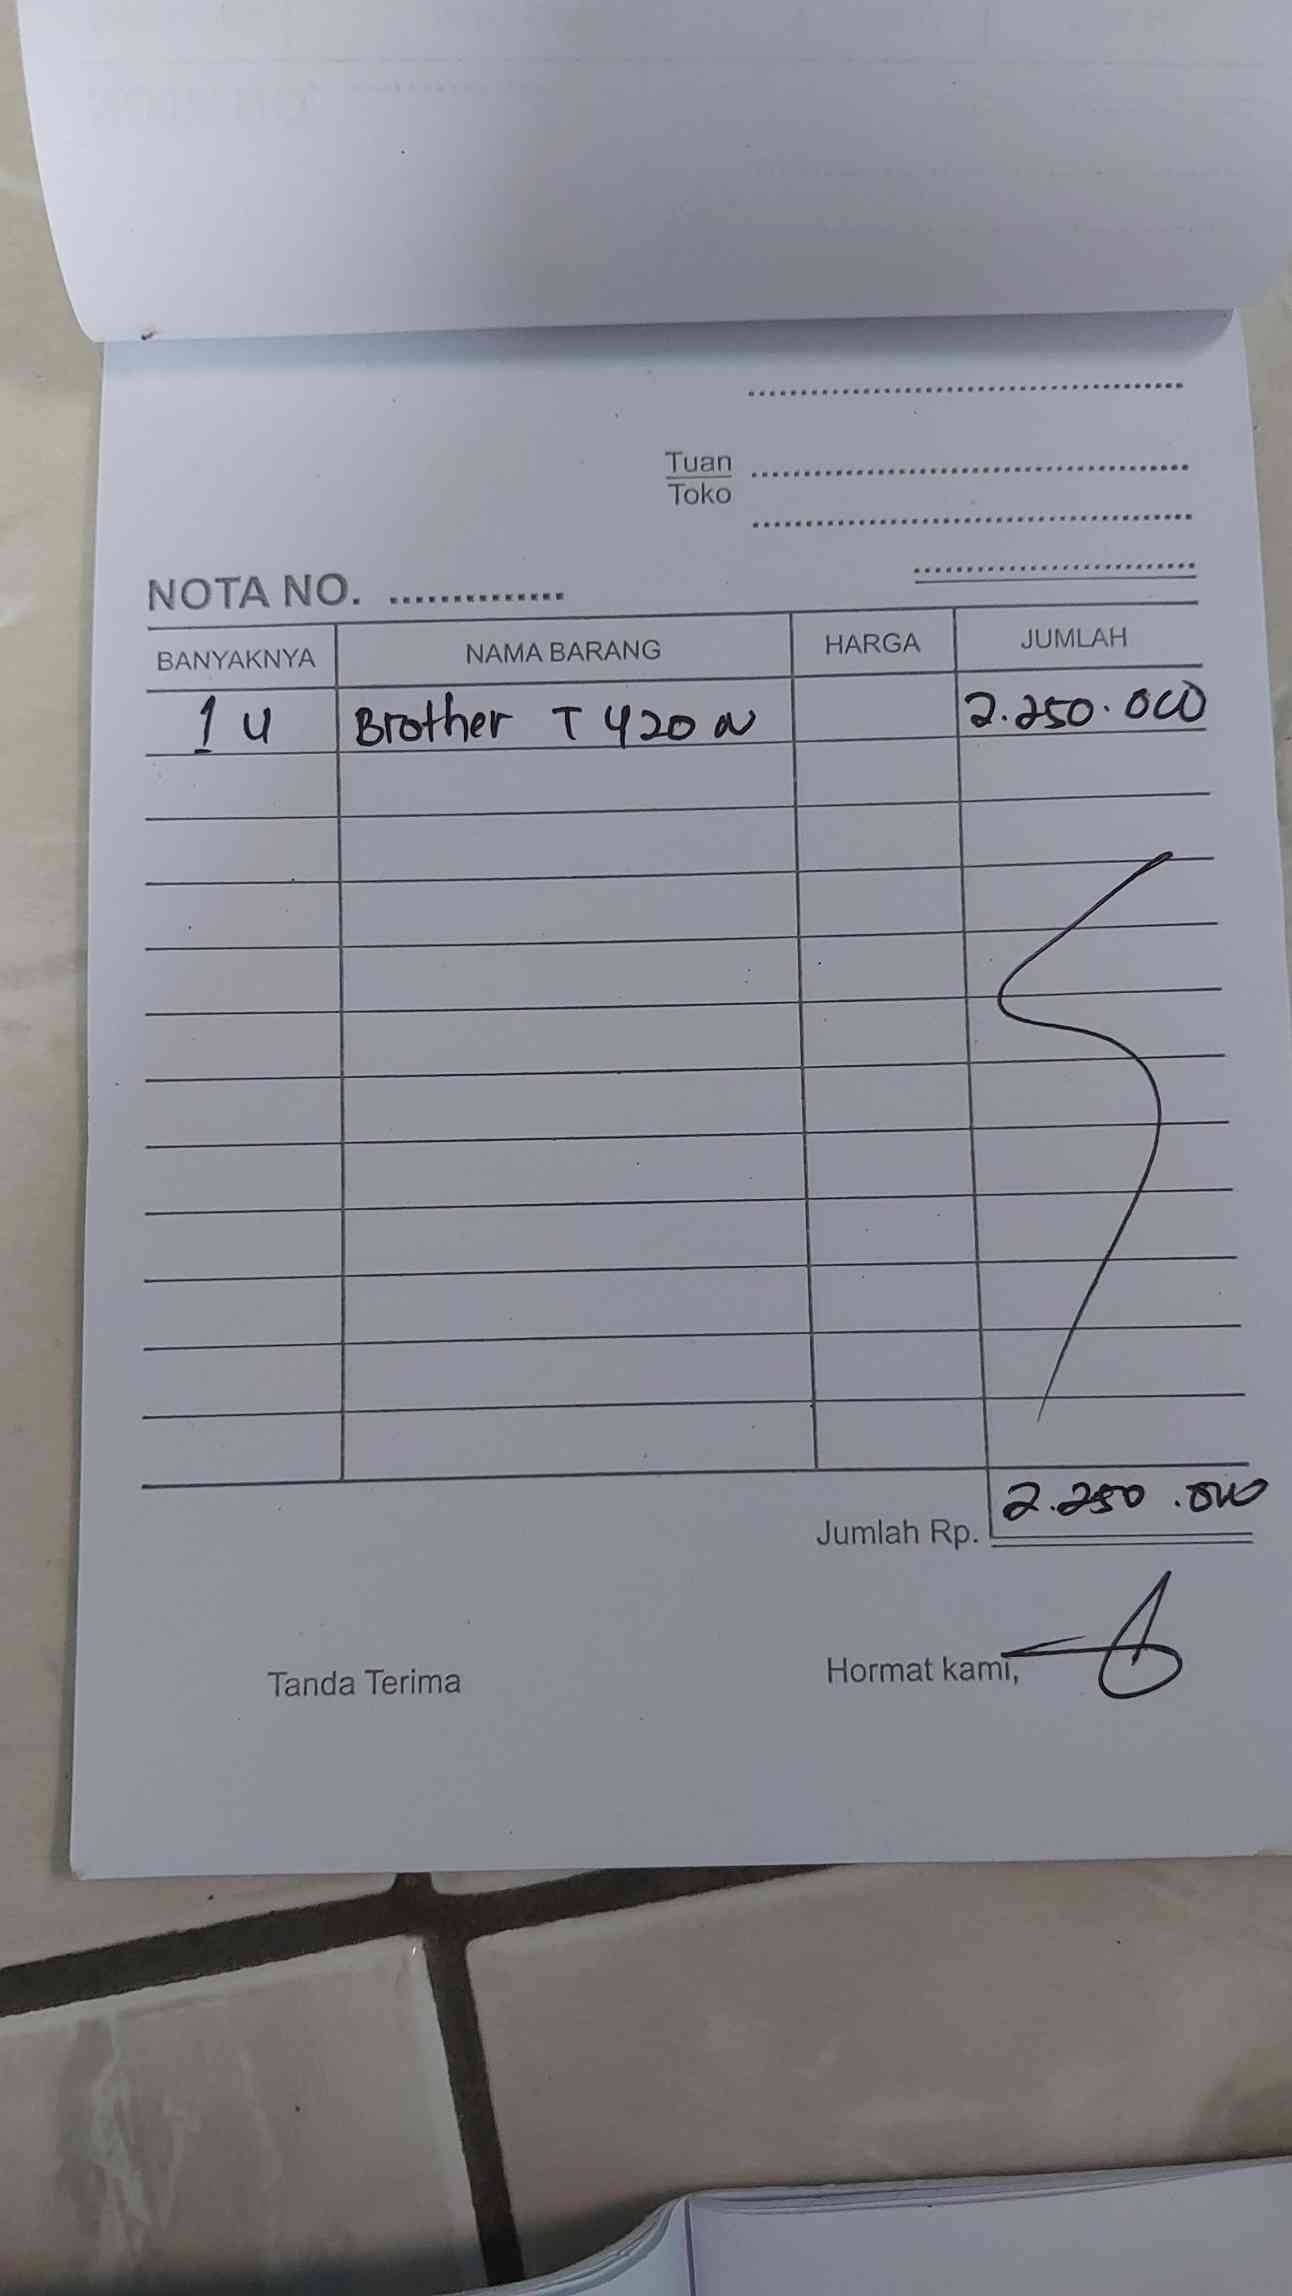 Tuan
Toko
NOTA NO.
BANYAKNYA NAMA BARANG HARGA JUMLAH
1 U Brother T 420 W 2.250.000
Jumlah Rp. 2.250.000
Tanda Terima Hormat kami,